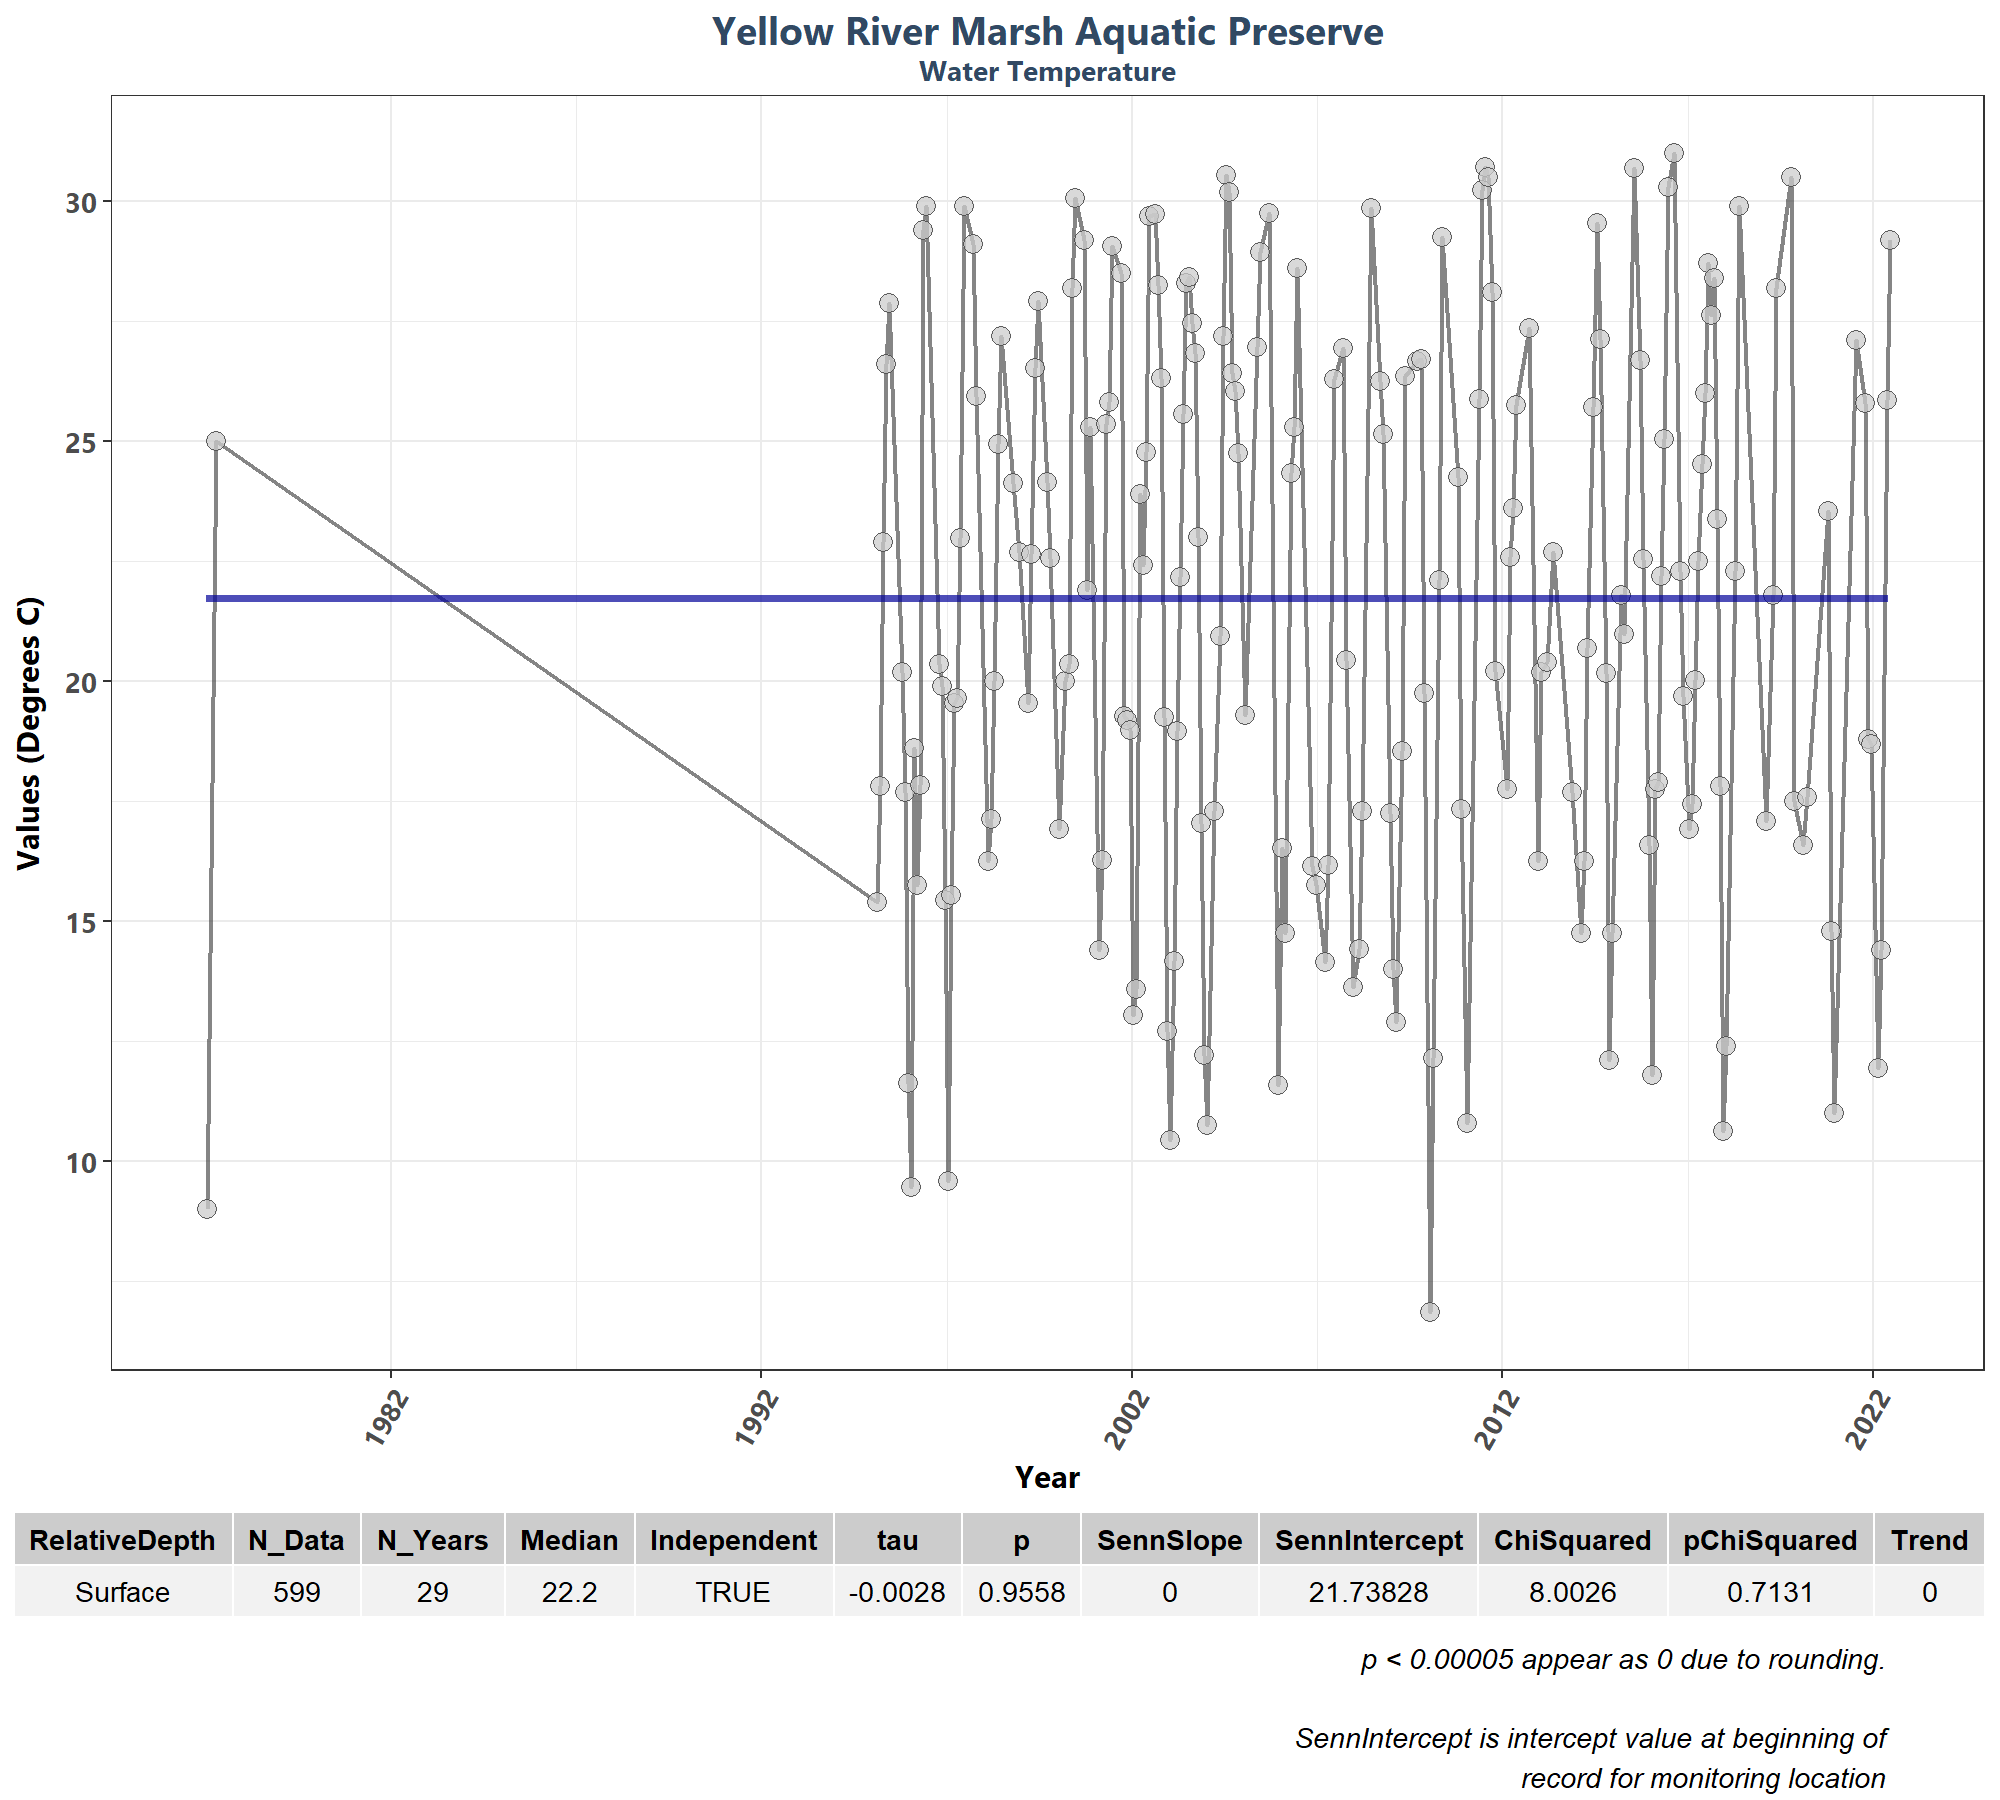 Yellow River Marsh Aquatic Preserve
Water Temperature
Values (Degrees C)
30
25
20
15
10
1982 1992 2002 2012 2022
Year
RelativeDepth N_Data N_Years Median Independent tau p SennSlope SennIntercept ChiSquared pChiSquared Trend
Surface 599 29 22.2 TRUE -0.0028 0.9558 0 21.73828 8.0026 0.7131 0
p < 0.00005 appear as 0 due to rounding.
SennIntercept is intercept value at beginning of
record for monitoring location